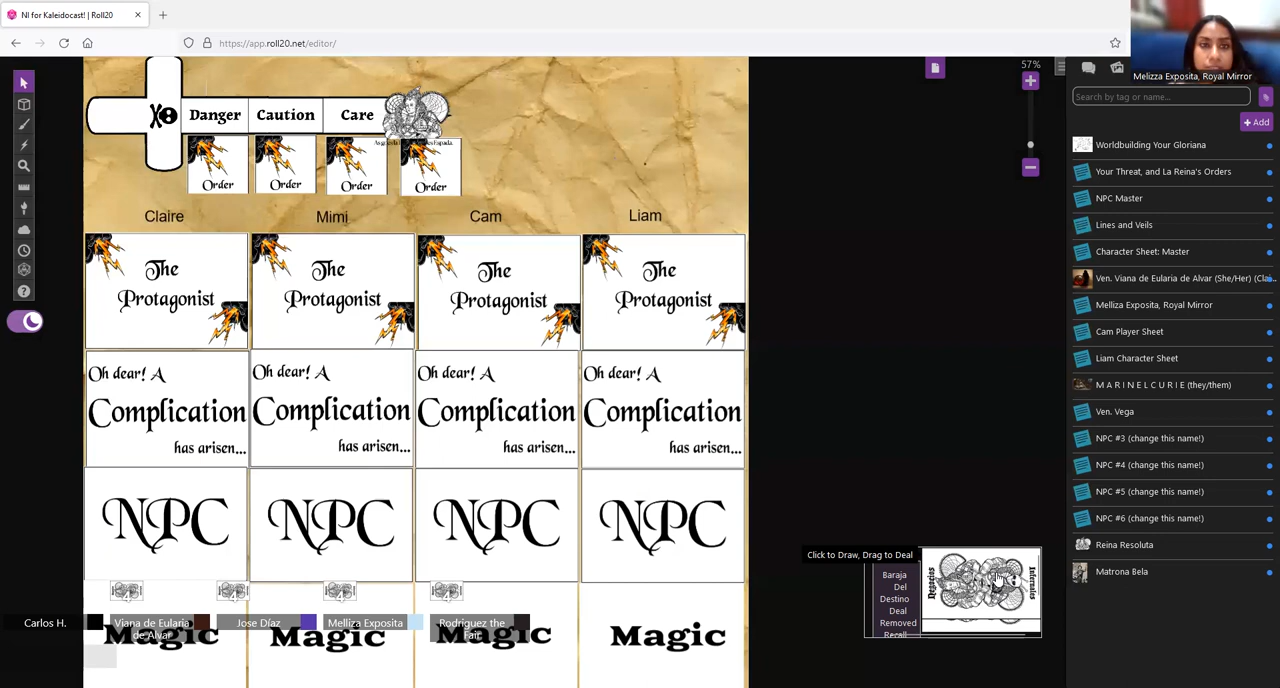 NI for Kaleidocast! | Roll20
https://app.roll20.net/editor/
57%
Melizza Exposita, Royal Mirror
Search by tag or name...
+ Add
Worldbuilding Your Gloriana
Your Threat, and La Reina's Orders
NPC Master
Lines and Veils
Character Sheet: Master
Ven. Viana de Eularia de Alvar (She/Her) (Clai...
Melliza Exposito, Royal Mirror
Cam Player Sheet
Liam Character Sheet
M A R I N E L C U R I E (they/them)
Ven. Vega
NPC #3 (change this name!)
NPC #4 (change this name!)
NPC #5 (change this name!)
NPC #6 (change this name!)
Reina Resoluta
Matrona Bela
Danger Caution Care
Order Order Order Order
Claire Mimi Cam Liam
The The The The
Protagonist Protagonist Protagonist Protagonist
Oh dear! A Oh dear! A Oh dear! A Oh dear! A
Complication Complication Complication Complication
has arisen... has arisen... has arisen... has arisen...
NPC NPC NPC NPC
Click to Draw, Drag to Deal
Baraja
Del
Destino
Deal
Removed
Recall
Negocios
Infernales
Carlos H.
Viana de Eularia
de Alvar
Jose Díaz
Melliza Exposita
Rodríguez the
Fair
Magic Magic Magic Magic